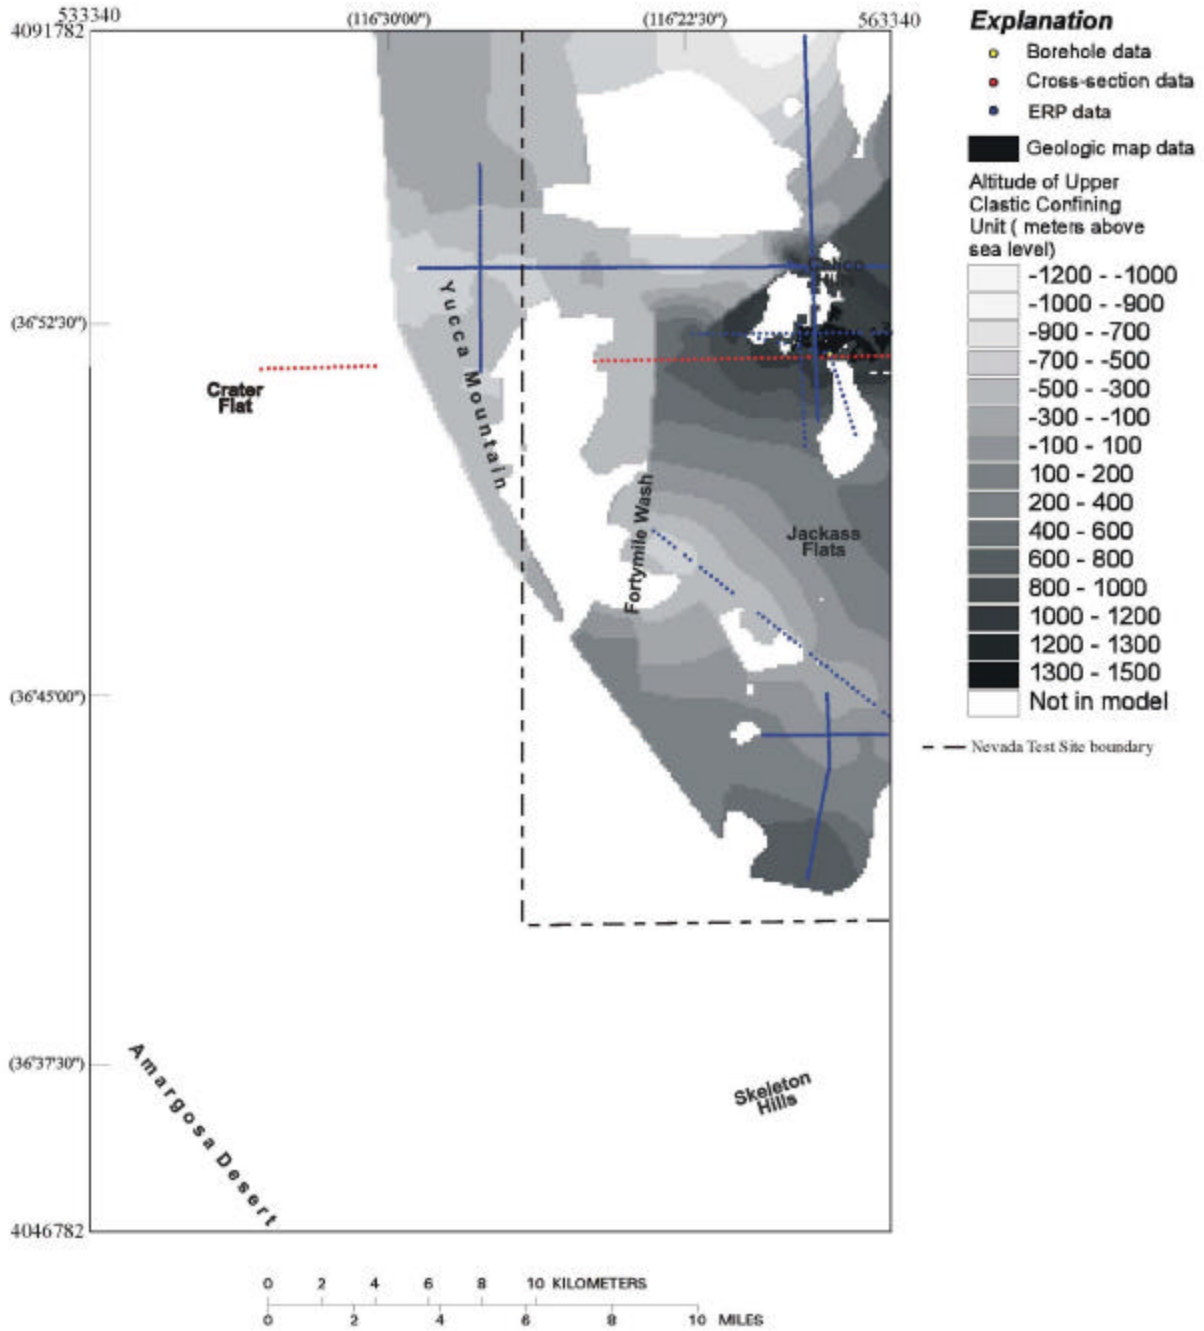 533340
(116°30'00")
(116°22'30")
563340
4091782
(36°52'30")
(36°45'00")
(36°37'30")
4046782
Crater
Flat
Yucca Mountain
Fortymile Wash
Calico
Hills
Jackass
Flats
Skeleton
Hills
Amargosa Desert
0 2 4 6 8 10 KILOMETERS
0 2 4 6 8 10 MILES
Explanation
Borehole data
Cross-section data
ERP data
Geologic map data
Altitude of Upper
Clastic Confining
Unit ( meters above
sea level)
-1200 - -1000
-1000 - -900
-900 - -700
-700 - -500
-500 - -300
-300 - -100
-100 - 100
100 - 200
200 - 400
400 - 600
600 - 800
800 - 1000
1000 - 1200
1200 - 1300
1300 - 1500
Not in model
Nevada Test Site boundary